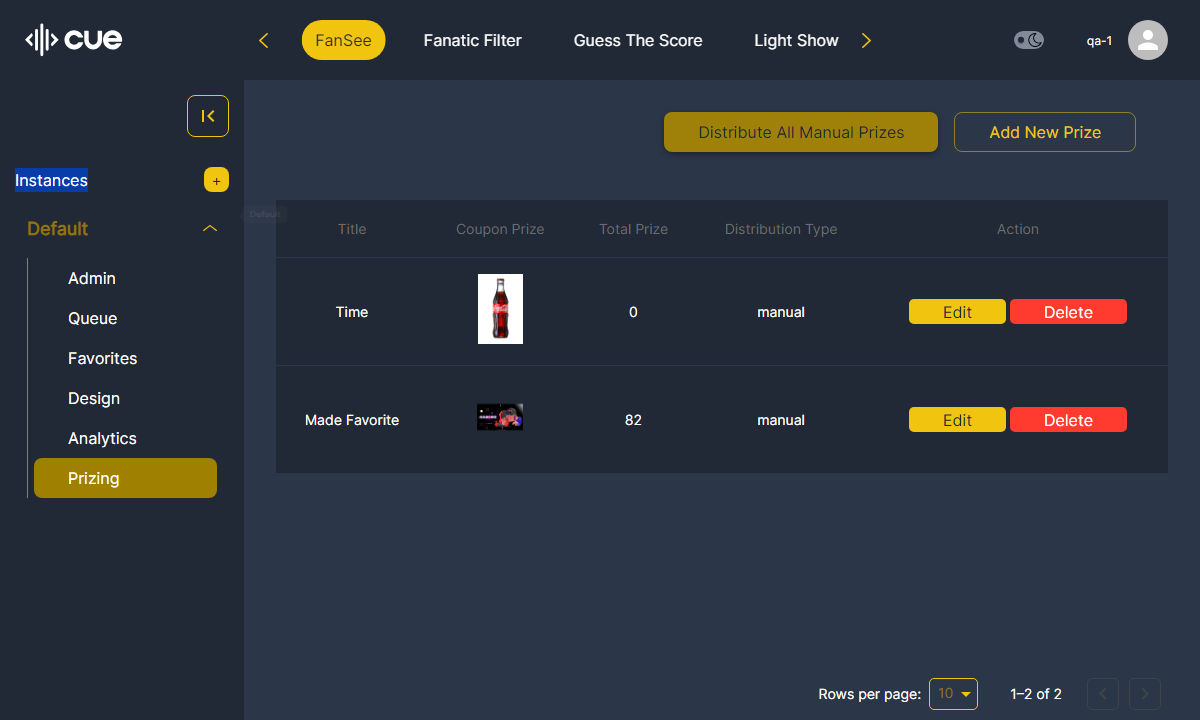 cue
FanSee
Fanatic Filter
Guess The Score
Light Show
qa-1
Distribute All Manual Prizes
Add New Prize
Instances
+
Default
Default
Admin
Queue
Favorites
Design
Analytics
Prizing
Title Coupon Prize Total Prize Distribution Type Action
Time 0 manual Edit Delete
Made Favorite 82 manual Edit Delete
Rows per page: 10 1–2 of 2